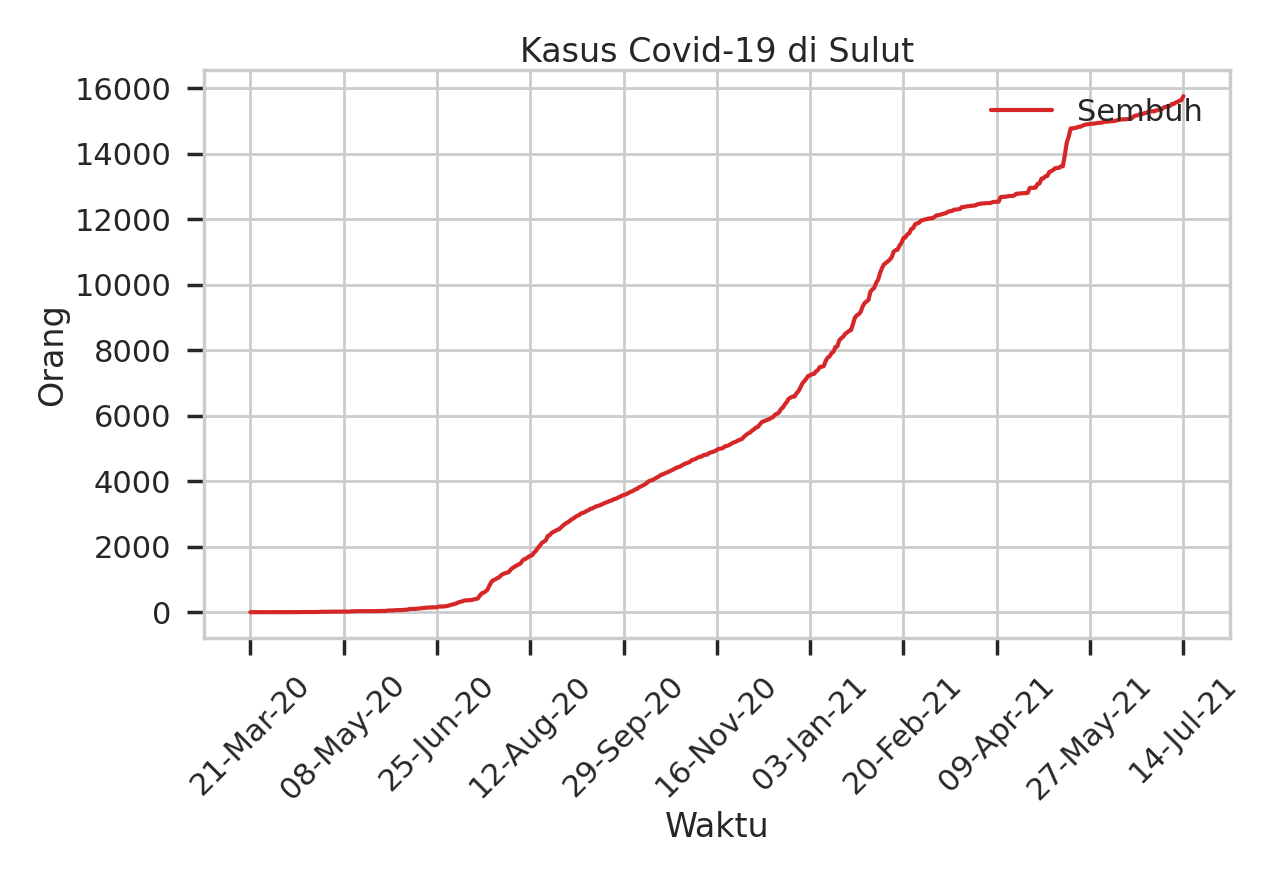 Kasus Covid-19 di Sulut
16000
14000
12000
10000
8000
6000
4000
2000
0
Orang
Sembuh
21-Mar-20
08-May-20
25-Jun-20
12-Aug-20
29-Sep-20
16-Nov-20
03-Jan-21
20-Feb-21
09-Apr-21
27-May-21
14-Jul-21
Waktu